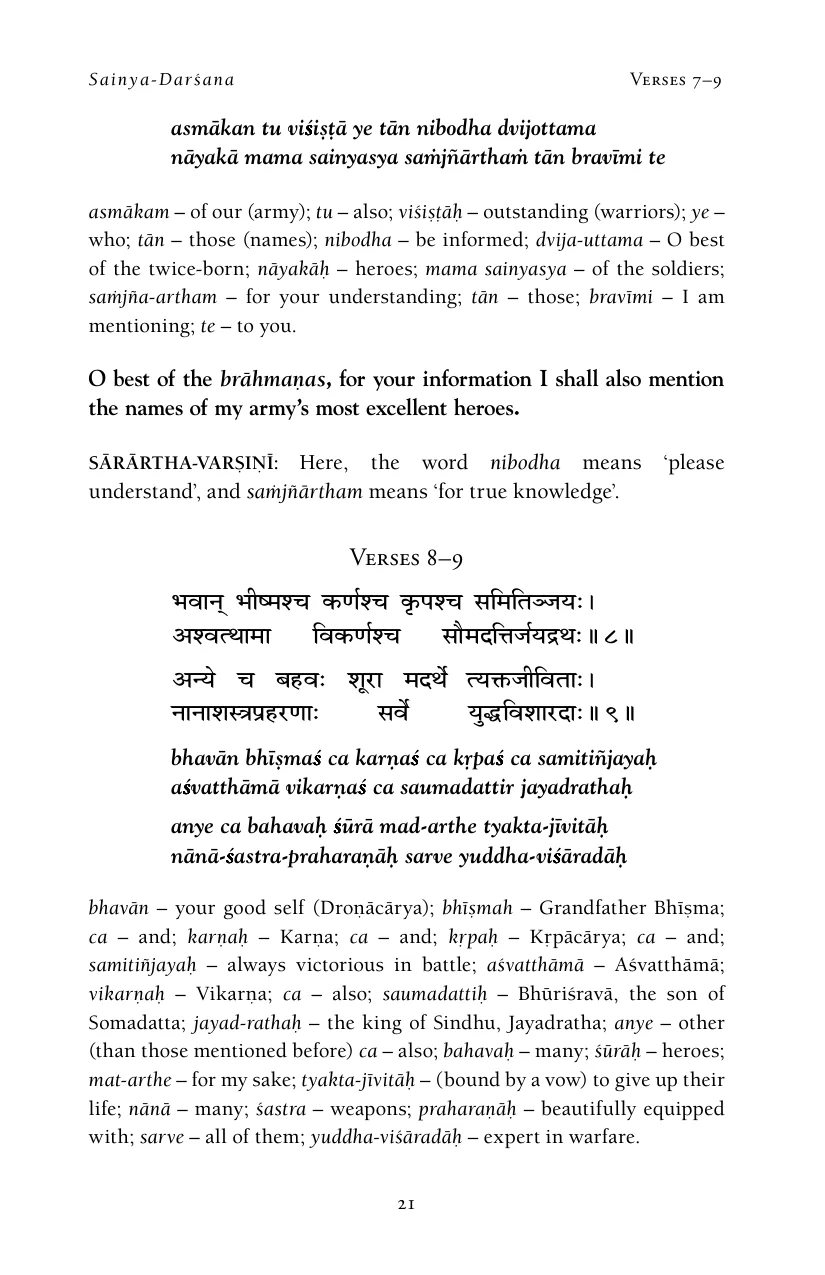 Sainya-Darśana Verses 7–9
asmākan tu viśiṣṭā ye tān nibodha dvijottama
nāyakā mama sainyasya saṁjñārthaṁ tān bravīmi te
asmākam – of our (army); tu – also; viśiṣṭāḥ – outstanding (warriors); ye –
who; tān – those (names); nibodha – be informed; dvija-uttama – O best
of the twice-born; nāyakāḥ – heroes; mama sainyasya – of the soldiers;
saṁjña-artham – for your understanding; tān – those; bravīmi – I am
mentioning; te – to you.
O best of the brāhmaṇas, for your information I shall also mention
the names of my army’s most excellent heroes.
SĀRĀRTHA-VARṢIṆĪ: Here, the word nibodha means ‘please
understand’, and saṁjñārtham means ‘for true knowledge’.
Verses 8–9
भवान् भीष्मश्च कर्णश्च कृपश्च समितिञ्जयः।
अश्वत्थामा विकर्णश्च सौमदत्तिर्जयद्रथः॥ ८॥
अन्ये च बहवः शूरा मदर्थे त्यक्तजीविताः।
नानाशस्त्रप्रहरणाः सर्वे युद्धविशारदाः॥ ९॥
bhavān bhīṣmaś ca karṇaś ca kṛpaś ca samitiñjayaḥ
aśvatthāmā vikarṇaś ca saumadattir jayadrathaḥ
anye ca bahavaḥ śūrā mad-arthe tyakta-jīvitāḥ
nānā-śastra-praharaṇāḥ sarve yuddha-viśāradāḥ
bhavān – your good self (Droṇācārya); bhīṣmah – Grandfather Bhīṣma;
ca – and; karṇaḥ – Karṇa; ca – and; kṛpaḥ – Kṛpācārya; ca – and;
samitiñjayaḥ – always victorious in battle; aśvatthāmā – Aśvatthāmā;
vikarṇaḥ – Vikarṇa; ca – also; saumadattiḥ – Bhūriśravā, the son of
Somadatta; jayad-rathaḥ – the king of Sindhu, Jayadratha; anye – other
(than those mentioned before) ca – also; bahavaḥ – many; śūrāḥ – heroes;
mat-arthe – for my sake; tyakta-jīvitāḥ – (bound by a vow) to give up their
life; nānā – many; śastra – weapons; praharaṇāḥ – beautifully equipped
with; sarve – all of them; yuddha-viśāradāḥ – expert in warfare.
21